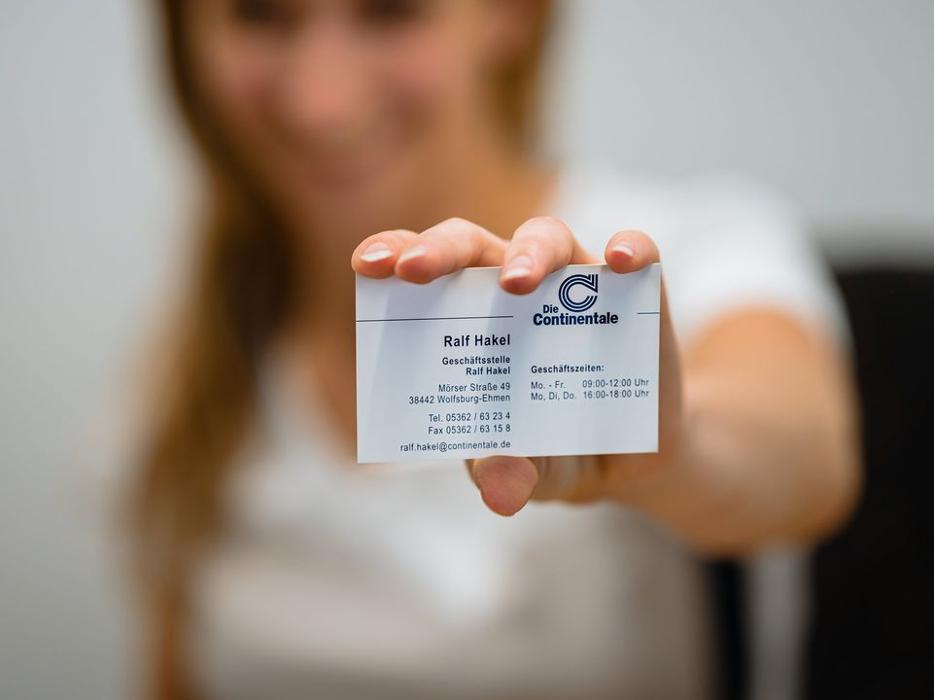 Die
Continentale
Ralf Hakel
Geschäftsstelle
Ralf Hakel
Mörser Straße 49
38442 Wolfsburg-Ehmen
Tel. 05362 / 63 23 4
Fax 05362 / 63 15 8
ralf.hakel@continentale.de
Geschäftszeiten:
Mo. - Fr. 09:00-12:00 Uhr
Mo, Di, Do. 16:00-18:00 Uhr